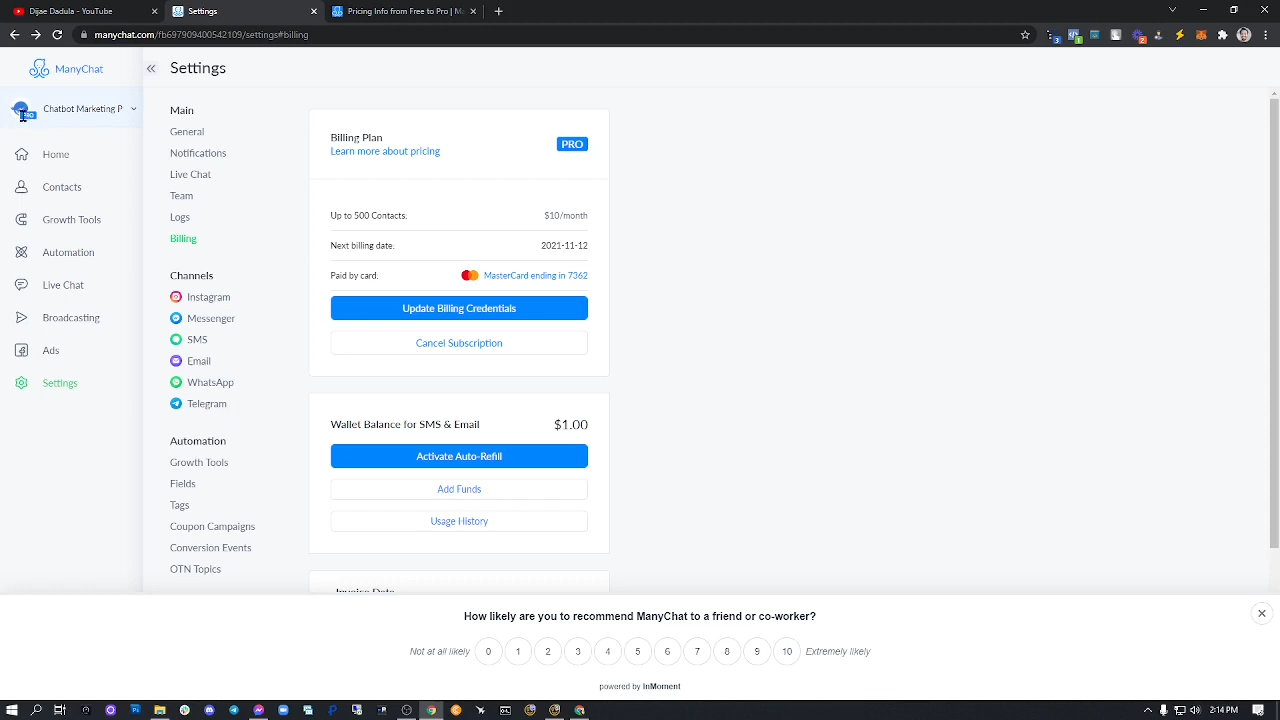 Dijae Dadula - YouTube
Settings
Pricing Info from Free to Pro | Ma
manychat.com/fb697909400542109/settings#billing
ManyChat
Settings
Chatbot Marketing P
PRO
Home
Contacts
Growth Tools
Automation
Live Chat
Broadcasting
Ads
Settings
Main
General
Notifications
Live Chat
Team
Logs
Billing
Channels
Instagram
Messenger
SMS
Email
WhatsApp
Telegram
Automation
Growth Tools
Fields
Tags
Coupon Campaigns
Conversion Events
OTN Topics
Billing Plan
PRO
Learn more about pricing
Up to 500 Contacts. $10/month
Next billing date. 2021-11-12
Paid by card. MasterCard ending in 7362
Update Billing Credentials
Cancel Subscription
Wallet Balance for SMS & Email $1.00
Activate Auto-Refill
Add Funds
Usage History
How likely are you to recommend ManyChat to a friend or co-worker?
Not at all likely 0 1 2 3 4 5 6 7 8 9 10 Extremely likely
powered by InMoment
2:14 PM